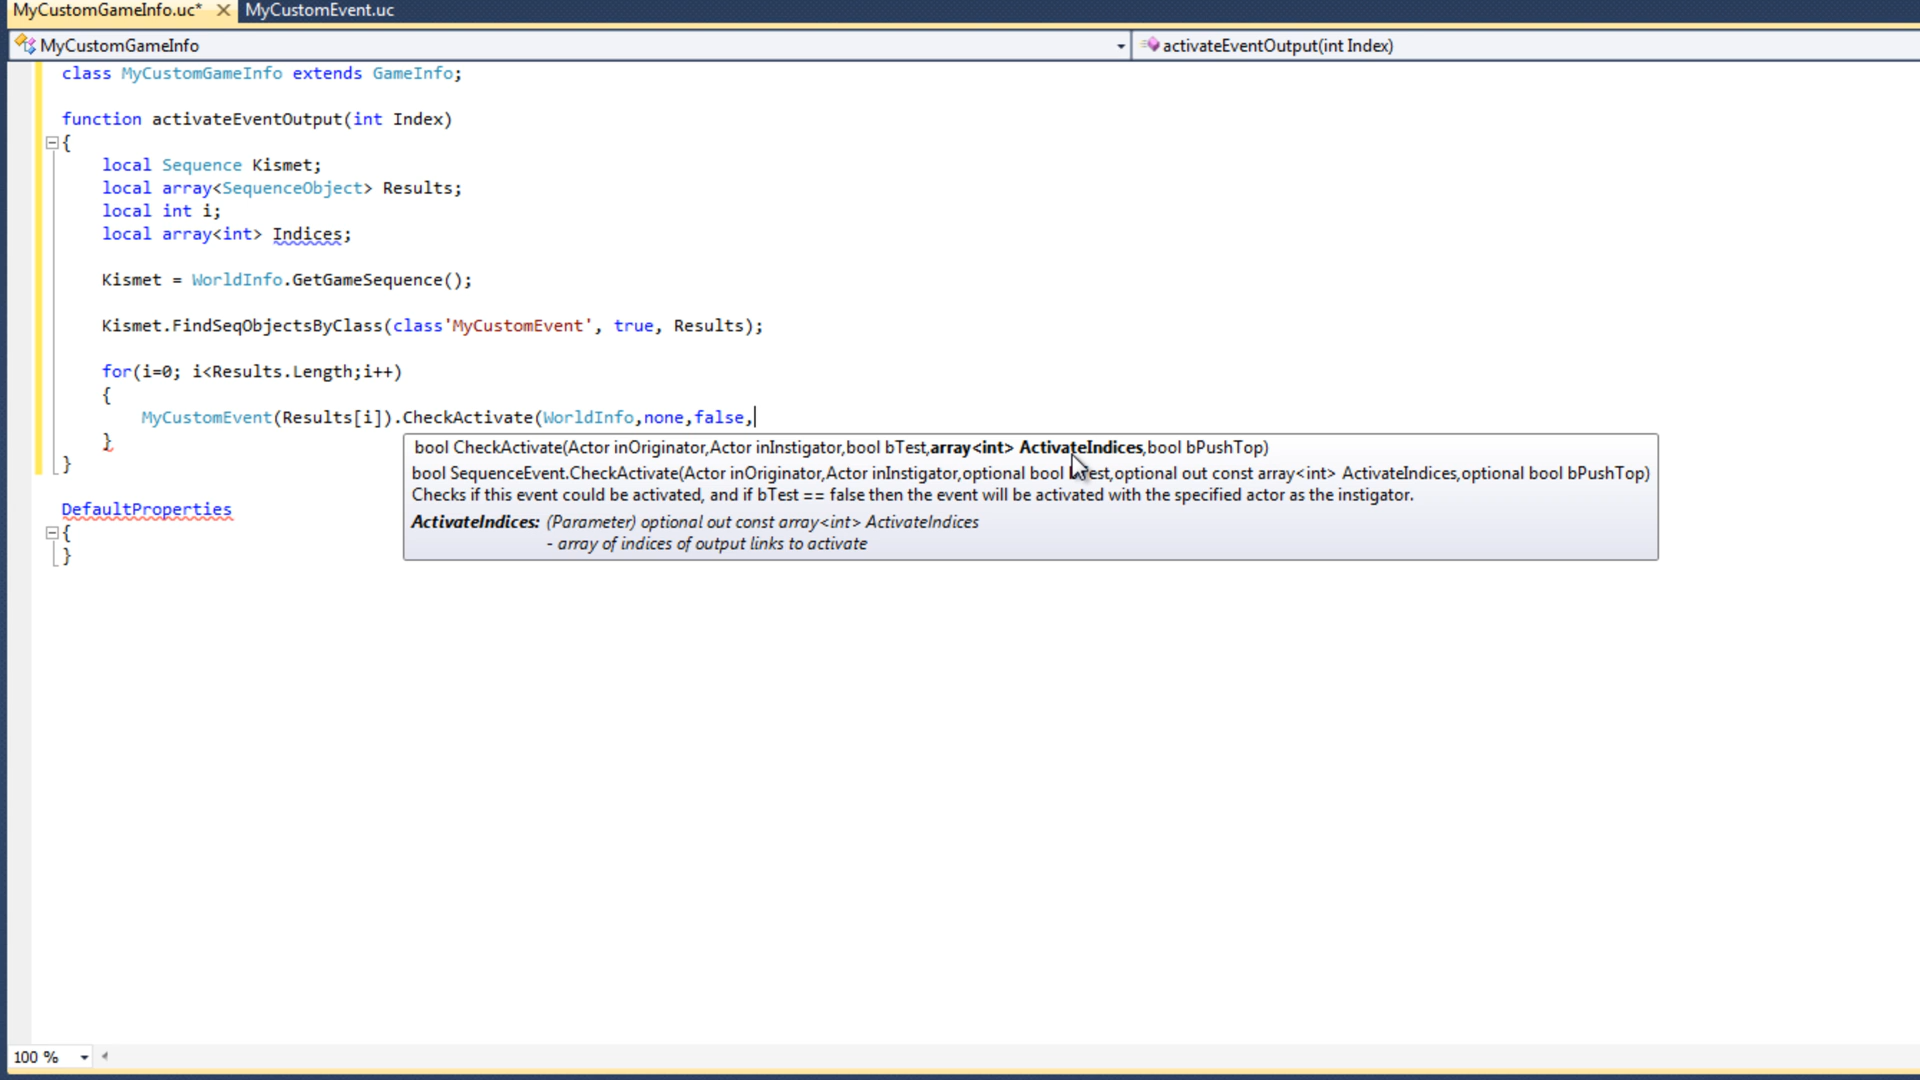 MyCustomGameInfo.uc* MyCustomEvent.uc
MyCustomGameInfo activateEventOutput(int Index)
class MyCustomGameInfo extends GameInfo;
function activateEventOutput(int Index)
{
local Sequence Kismet;
local array<SequenceObject> Results;
local int i;
local array<int> Indices;
Kismet = WorldInfo.GetGameSequence();
Kismet.FindSeqObjectsByClass(class'MyCustomEvent', true, Results);
for(i=0; i<Results.Length;i++)
{
MyCustomEvent(Results[i]).CheckActivate(WorldInfo,none,false,
}
bool CheckActivate(Actor inOriginator,Actor inInstigator,bool bTest,array<int> ActivateIndices,bool bPushTop)
}
bool SequenceEvent.CheckActivate(Actor inOriginator,Actor inInstigator,optional bool bTest,optional out const array<int> ActivateIndices,optional bool bPushTop)
Checks if this event could be activated, and if bTest == false then the event will be activated with the specified actor as the instigator.
DefaultProperties
ActivateIndices: (Parameter) optional out const array<int> ActivateIndices
{
- array of indices of output links to activate
}
100 %